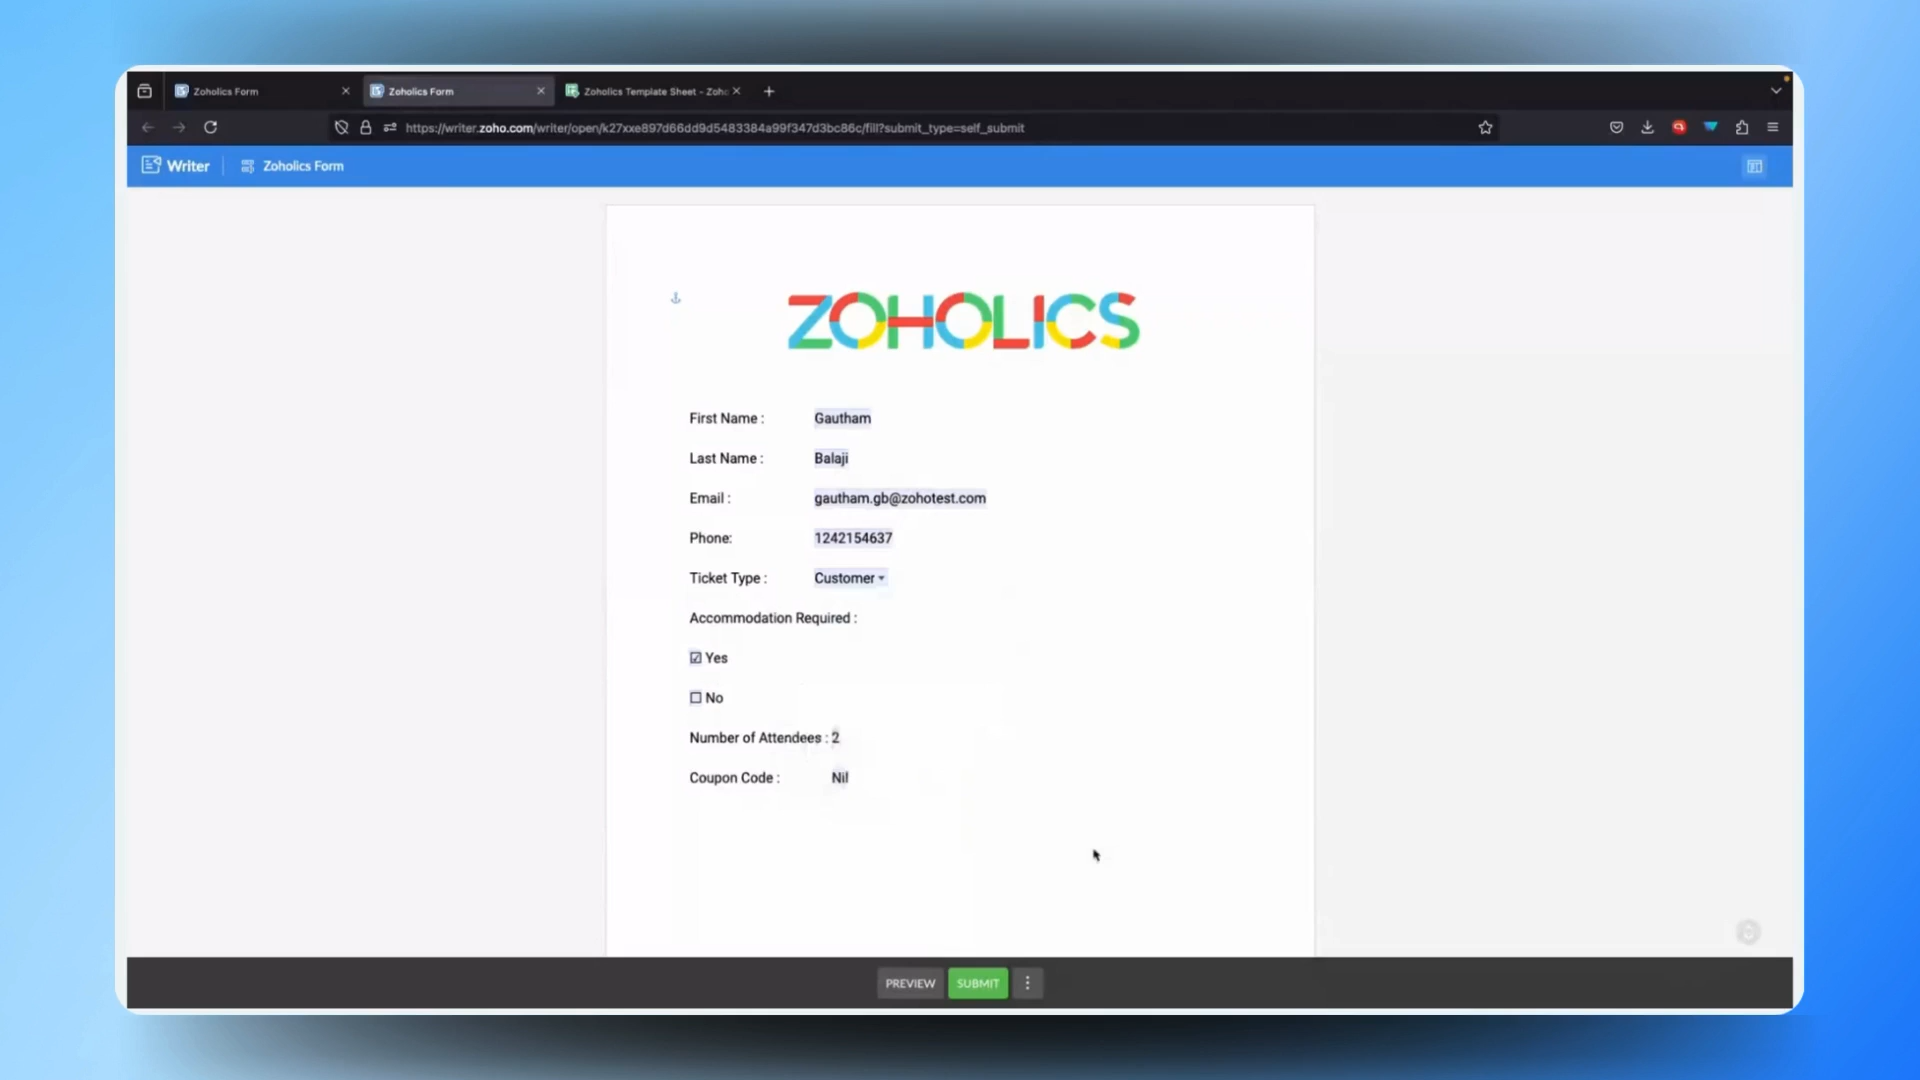 Zoholics Form
Zoholics Form
Zoholics Template Sheet - Zoho
https://writer.zoho.com/writer/open/k27xxe897d66dd9d5483384a99f347d3bc86c/fill?submit_type=self_submit
Writer
Zoholics Form
ZOHOLICS
First Name : Gautham
Last Name : Balaji
Email : gautham.gb@zohotest.com
Phone: 1242154637
Ticket Type : Customer
Accommodation Required :
Yes
No
Number of Attendees : 2
Coupon Code : Nil
PREVIEW SUBMIT